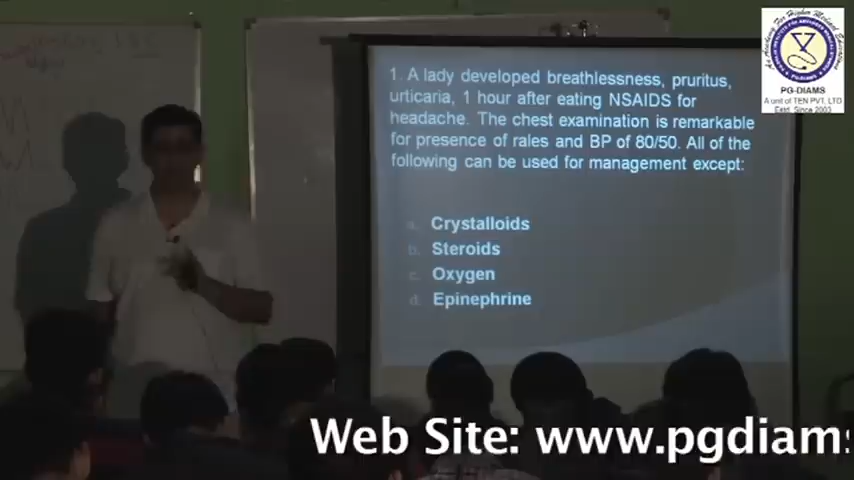 1. A lady developed breathlessness, pruritus,
urticaria, 1 hour after eating NSAIDS for
headache. The chest examination is remarkable
for presence of rales and BP of 80/50. All of the
following can be used for management except:
a. Crystalloids
b. Steroids
c. Oxygen
d. Epinephrine
PG-DIAMS
A unit of TEN PVT. LTD
Estd. Since 2003
Web Site: www.pgdiams